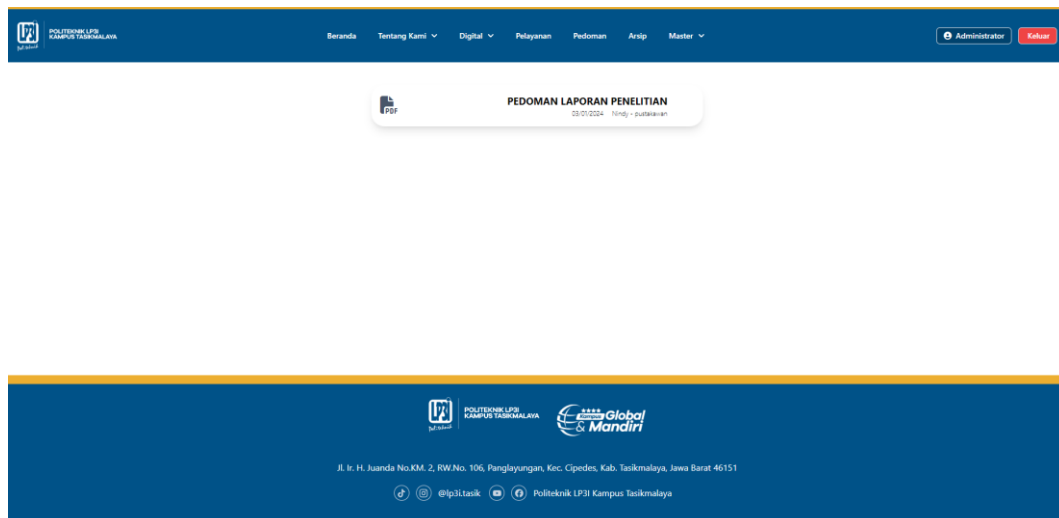 POLITEKNIK LP3I
KAMPUS TASIKMALAYA
Beranda Tentang Kami Digital Pelayanan Pedoman Arsip Master
Administrator Keluar
PDF
PEDOMAN LAPORAN PENELITIAN
03/01/2024 Nindy - pustakawan
POLITEKNIK LP3I
KAMPUS TASIKMALAYA
Kampus Global
& Mandiri
Jl. Ir. H. Juanda No.KM. 2, RW.No. 106, Panglayungan, Kec. Cipedes, Kab. Tasikmalaya, Jawa Barat 46151
@lp3i.tasik Politeknik LP3I Kampus Tasikmalaya